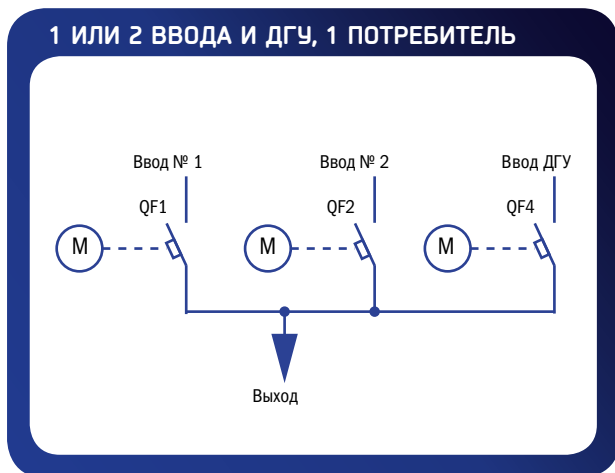 1 ИЛИ 2 ВВОДА И ДГУ, 1 ПОТРЕБИТЕЛЬ
Ввод № 1 Ввод № 2 Ввод ДГУ
QF1 QF2 QF4
M M M
Выход